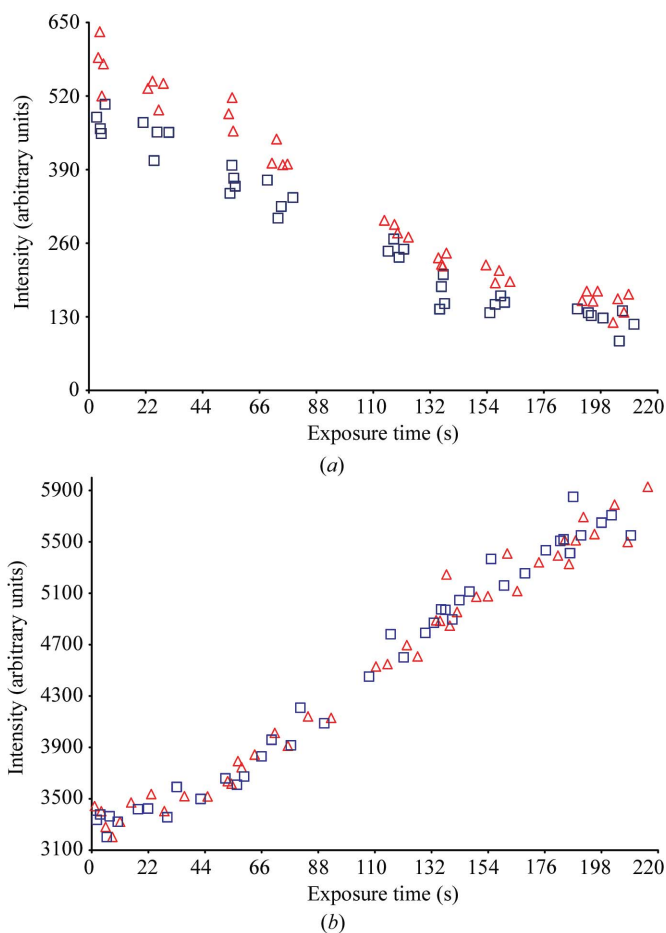 650
520
390
260
130
0
Intensity (arbitrary units)
0 22 44 66 88 110 132 154 176 198 220
Exposure time (s)
(a)
5900
5500
5100
4700
4300
3900
3500
3100
Intensity (arbitrary units)
0 22 44 66 88 110 132 154 176 198 220
Exposure time (s)
(b)